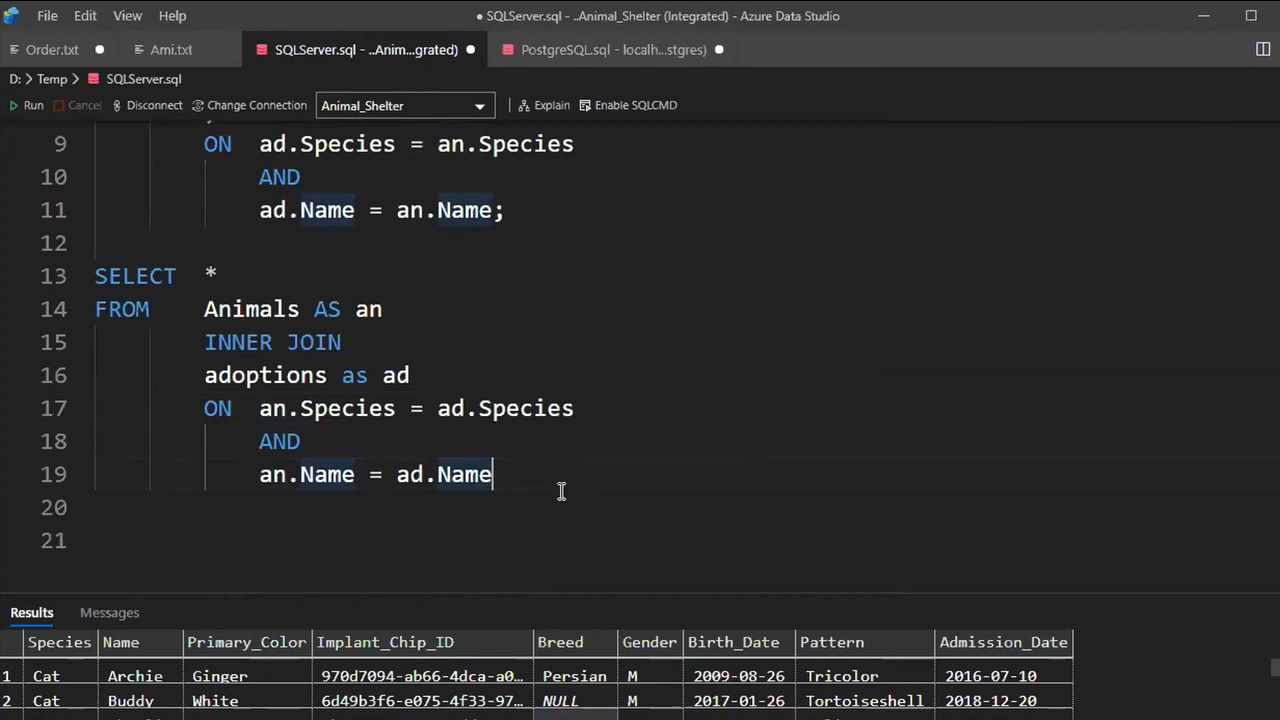 File Edit View Help ● SQLServer.sql - ..Animal_Shelter (Integrated) - Azure Data Studio
Order.txt ● Ami.txt SQLServer.sql - ..Anim...grated) ● PostgreSQL.sql - localh...stgres) ●
D: > Temp > SQLServer.sql
Run Cancel Disconnect Change Connection Animal_Shelter Explain Enable SQLCMD
9 ON ad.Species = an.Species
10 AND
11 ad.Name = an.Name;
12
13 SELECT *
14 FROM Animals AS an
15 INNER JOIN
16 adoptions as ad
17 ON an.Species = ad.Species
18 AND
19 an.Name = ad.Name
20
21
Results Messages
Species Name Primary_Color Implant_Chip_ID Breed Gender Birth_Date Pattern Admission_Date
1 Cat Archie Ginger 970d7094-ab66-4dca-a0... Persian M 2009-08-26 Tricolor 2016-07-10
2 Cat Buddy White 6d49b3f6-e075-4f33-97... NULL M 2017-01-26 Tortoiseshell 2018-12-20